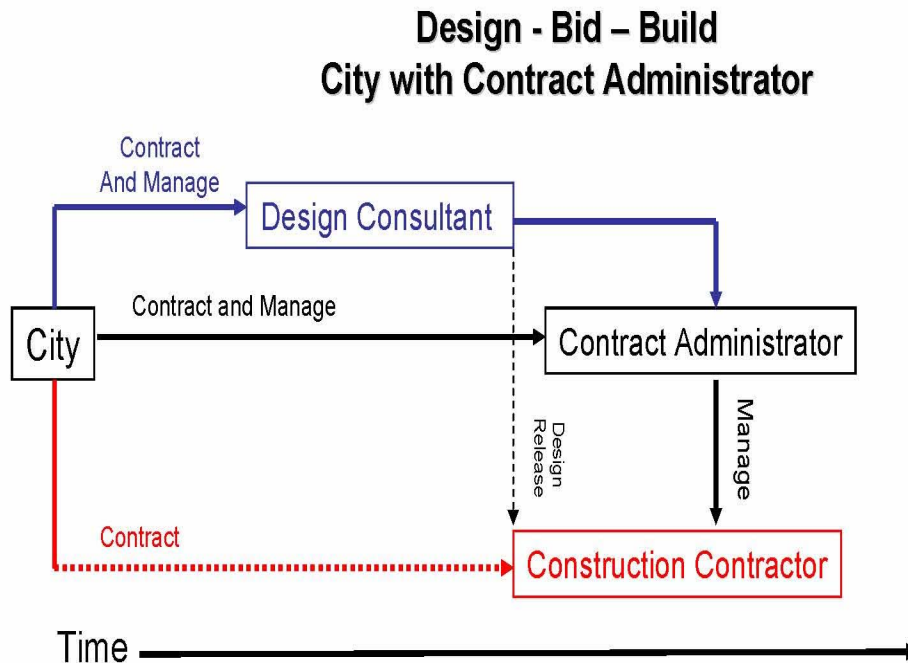 Design - Bid – Build
City with Contract Administrator
Contract
And Manage
Design Consultant
Contract and Manage
City
Contract Administrator
Design
Release
Manage
Contract
Construction Contractor
Time